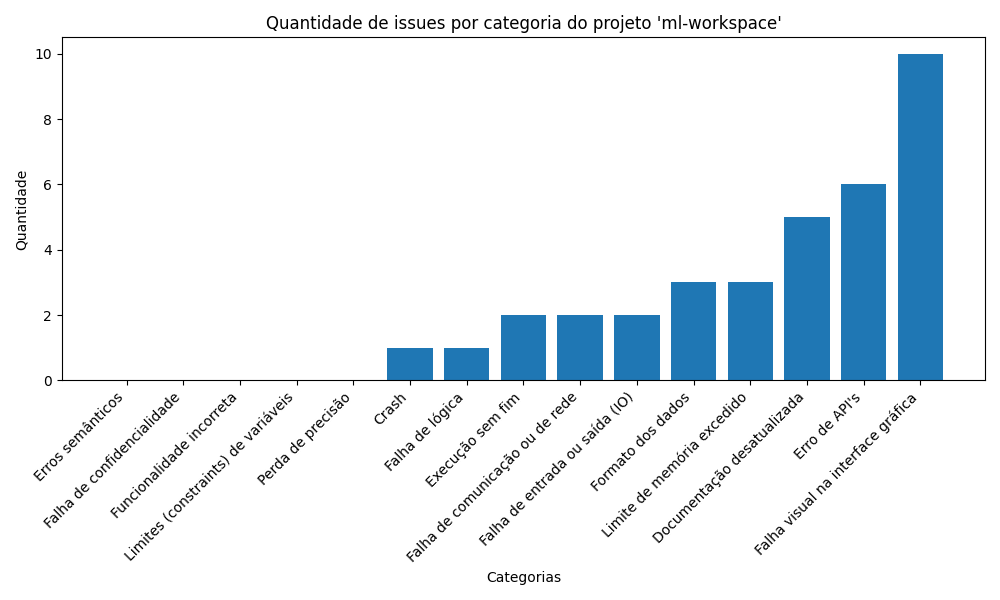 Quantidade de issues por categoria do projeto 'ml-workspace'
Quantidade
10
8
6
4
2
0
Erros semânticos
Falha de confidencialidade
Funcionalidade incorreta
Limites (constraints) de variáveis
Perda de precisão
Crash
Falha de lógica
Execução sem fim
Falha de comunicação ou de rede
Falha de entrada ou saída (IO)
Formato dos dados
Limite de memória excedido
Documentação desatualizada
Erro de API's
Falha visual na interface gráfica
Categorias